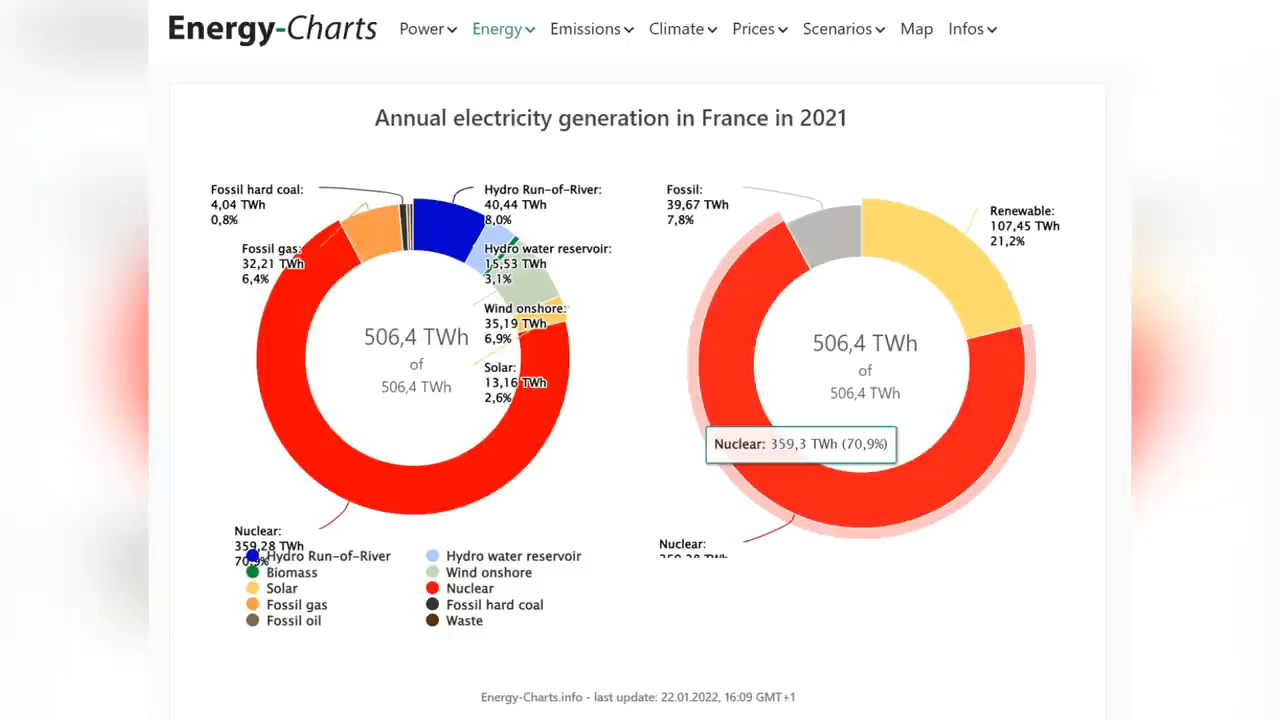 Energy-Charts
Power Energy Emissions Climate Prices Scenarios Map Infos
Annual electricity generation in France in 2021
Fossil hard coal:
4,04 TWh
0,8%
Fossil gas:
32,21 TWh
6,4%
Hydro Run-of-River:
40,44 TWh
8,0%
Hydro water reservoir:
15,53 TWh
3,1%
Wind onshore:
35,19 TWh
6,9%
Solar:
13,16 TWh
2,6%
506,4 TWh
of
506,4 TWh
Nuclear:
359,28 TWh
70,9%
Hydro Run-of-River
Hydro water reservoir
Biomass
Wind onshore
Solar
Nuclear
Fossil gas
Fossil hard coal
Fossil oil
Waste
Fossil:
39,67 TWh
7,8%
Renewable:
107,45 TWh
21,2%
506,4 TWh
of
506,4 TWh
Nuclear: 359,3 TWh (70,9%)
Nuclear:
359,28 TWh
Energy-Charts.info - last update: 22.01.2022, 16:09 GMT+1